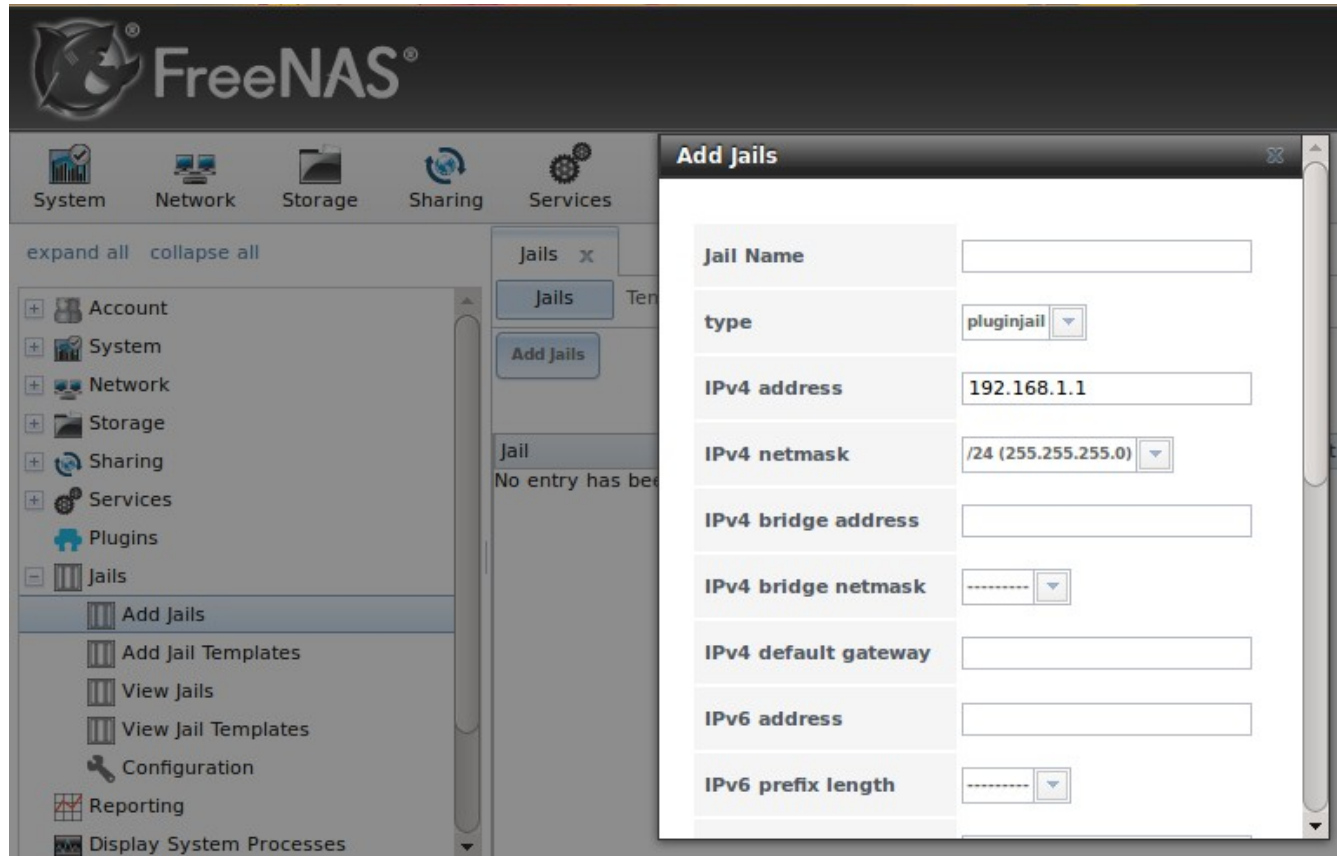 FreeNAS®
System Network Storage Sharing Services
expand all collapse all
Account
System
Network
Storage
Sharing
Services
Plugins
Jails
Add Jails
Add Jail Templates
View Jails
View Jail Templates
Configuration
Reporting
Display System Processes
Jails x
Jails
Add Jails
Jail
No entry has
Add Jails
Jail Name
type pluginjail
IPv4 address 192.168.1.1
IPv4 netmask /24 (255.255.255.0)
IPv4 bridge address
IPv4 bridge netmask ---------
IPv4 default gateway
IPv6 address
IPv6 prefix length ---------